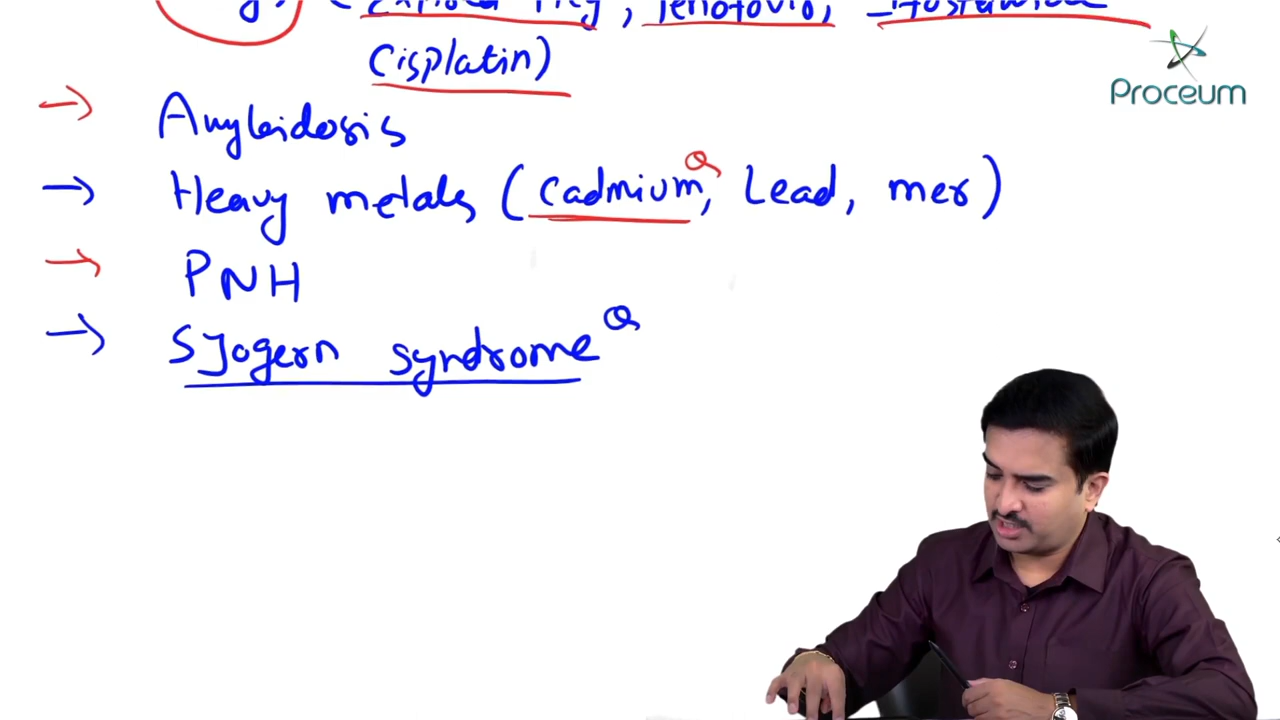 Cisplatin)
Proceum
→ Amyloidosis
→ Heavy metals (cadmium, Lead, mer)
→ PNH
→ SJogern syndrome